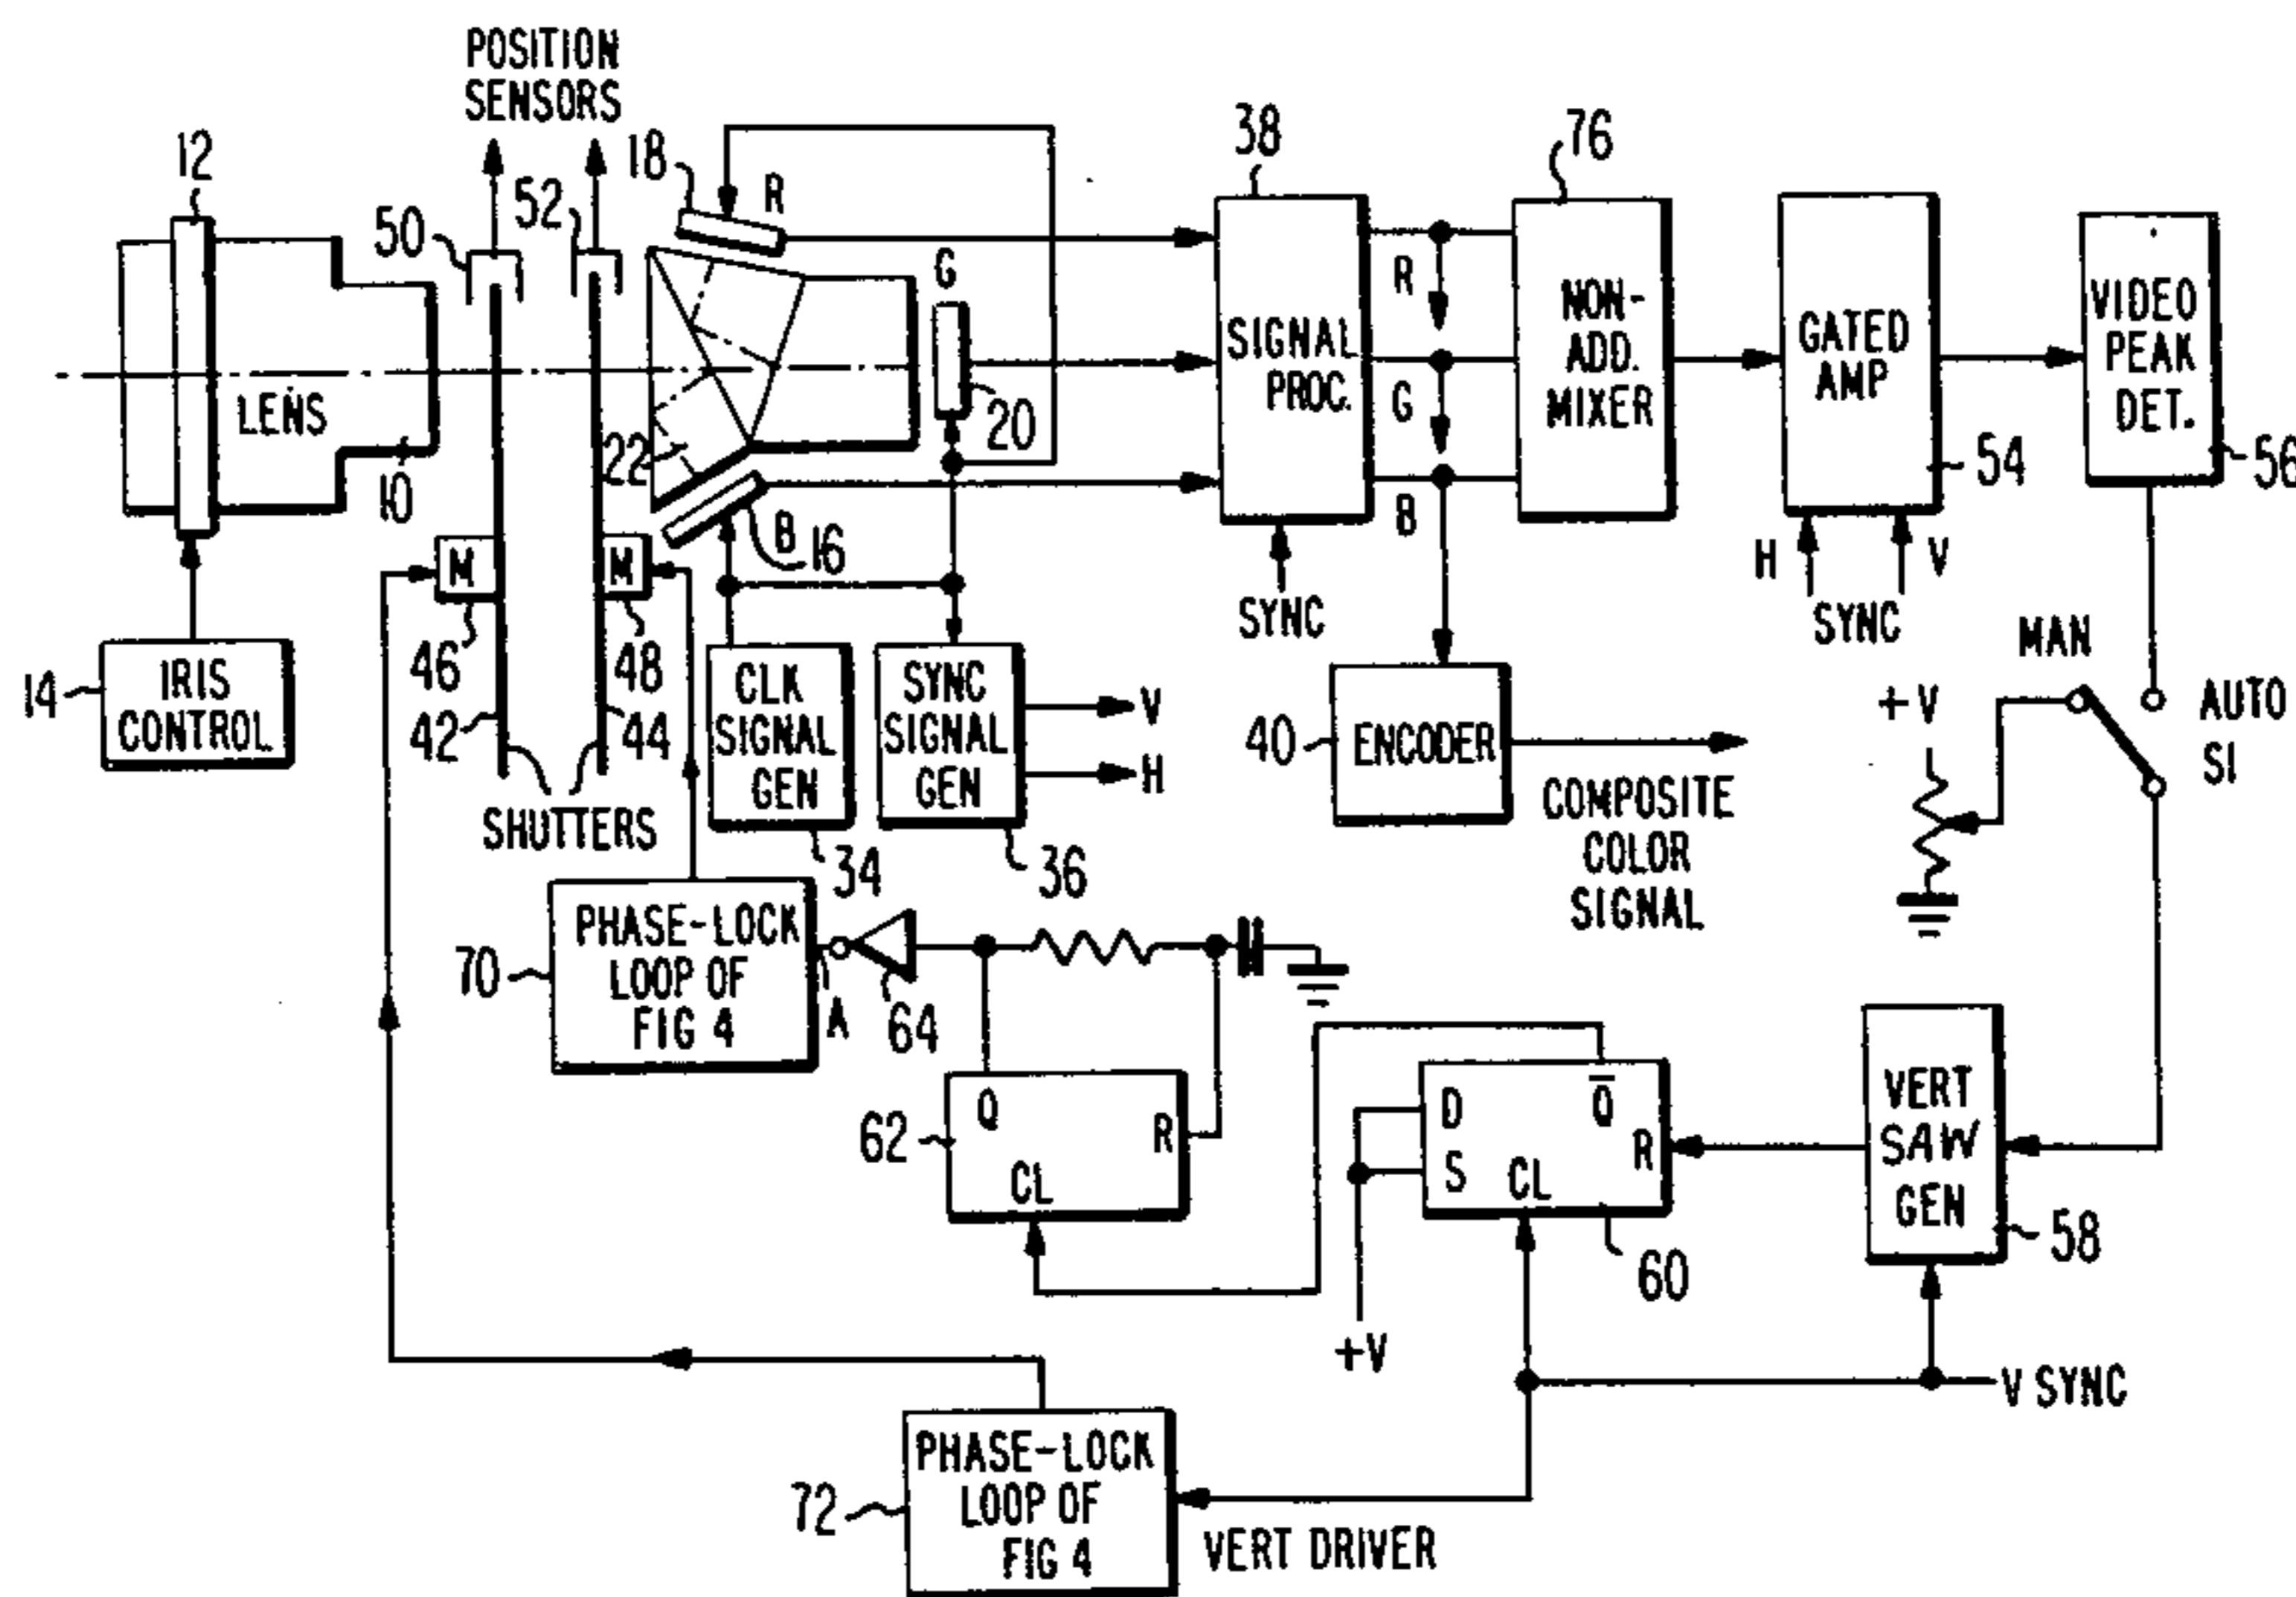 POSITION
SENSORS
12
50
52
18
R
G
38
76
LENS
10
22
20
B
16
SIGNAL
PROC.
R
G
B
NON-
ADD.
MIXER
GATED
AMP
54
VIDEO
PEAK
DET.
56
H
V
SYNC
SYNC
M
M
46
48
42
44
14
IRIS
CONTROL
SHUTTERS
CLK
SIGNAL
GEN
34
SYNC
SIGNAL
GEN
36
V
H
40
ENCODER
COMPOSITE
COLOR
SIGNAL
MAN
+V
AUTO
S1
70
PHASE-LOCK
LOOP OF
FIG 4
A
64
62
Q
R
CL
D
Q̅
S
CL
R
60
+V
VERT
SAW
GEN
58
V SYNC
72
PHASE-LOCK
LOOP OF
FIG 4
VERT DRIVER